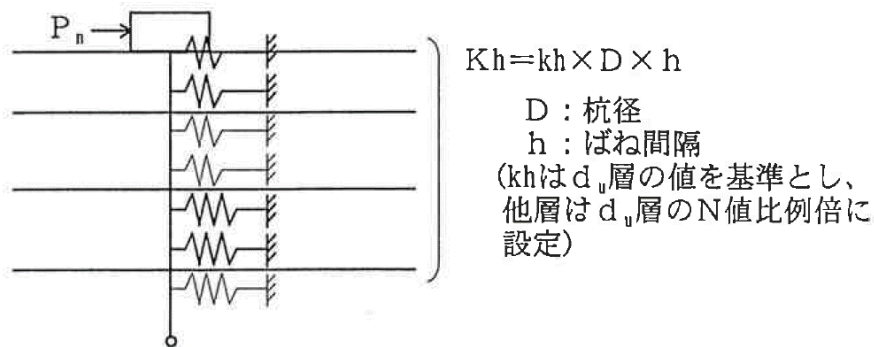 Pₙ
Kh＝kh×D×h
D：杭径
h：ばね間隔
(khはdᵤ層の値を基準とし、
他層はdᵤ層のN値比例倍に
設定)